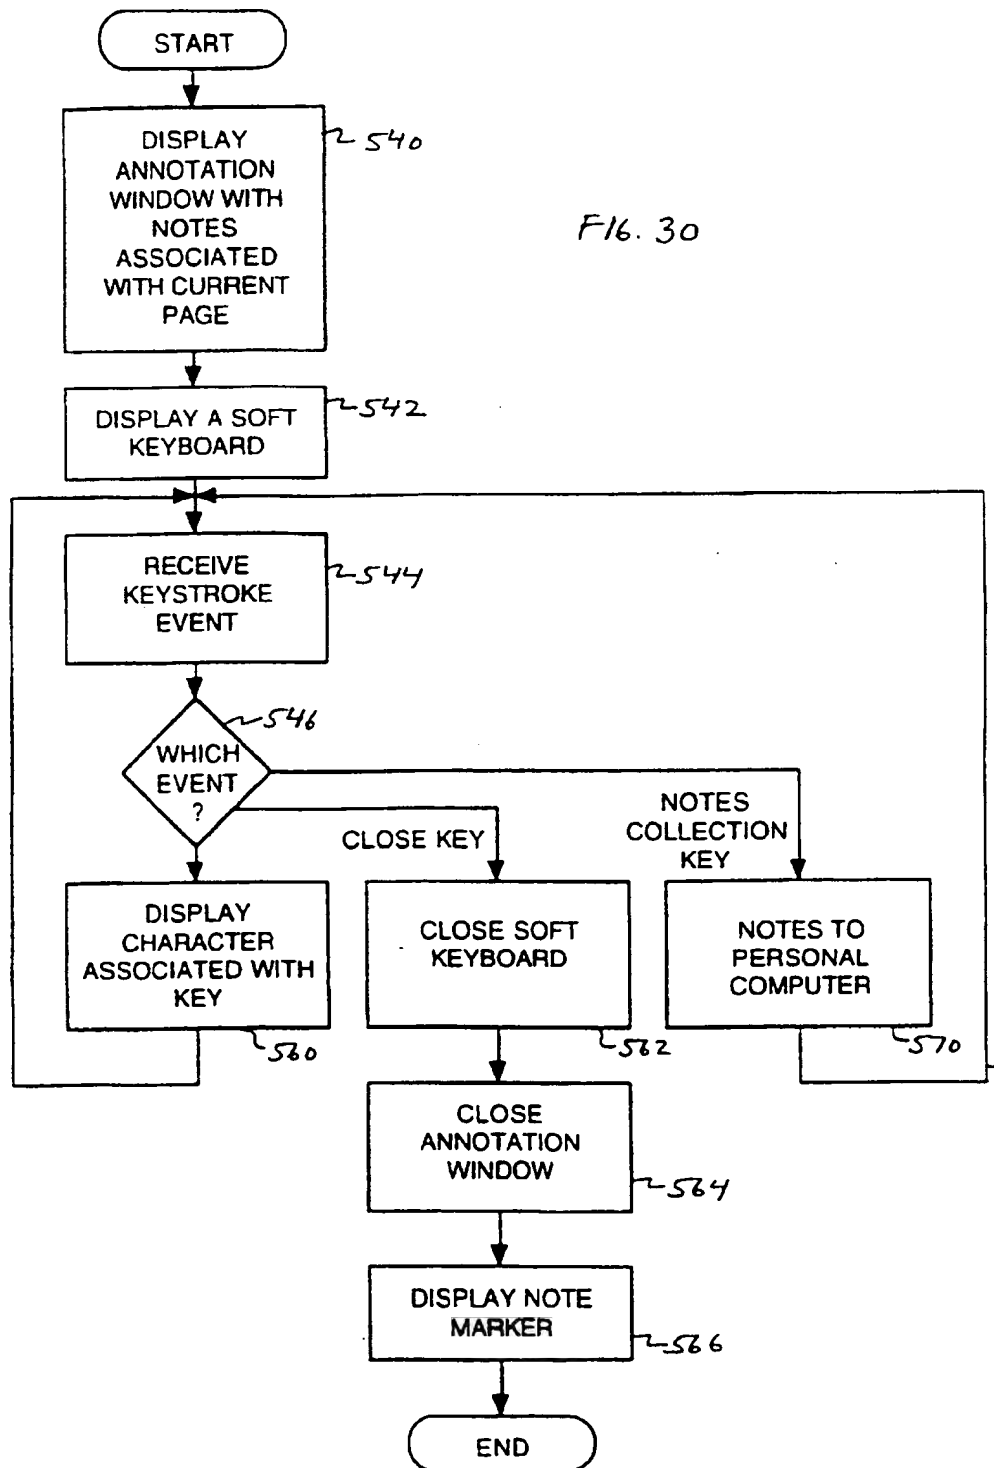 START
DISPLAY
ANNOTATION
WINDOW WITH
NOTES
ASSOCIATED
WITH CURRENT
PAGE
540
FIG. 30
DISPLAY A SOFT
KEYBOARD
542
RECEIVE
KEYSTROKE
EVENT
544
WHICH
EVENT
?
546
CLOSE KEY
NOTES
COLLECTION
KEY
DISPLAY
CHARACTER
ASSOCIATED WITH
KEY
560
CLOSE SOFT
KEYBOARD
562
NOTES TO
PERSONAL
COMPUTER
570
CLOSE
ANNOTATION
WINDOW
564
DISPLAY NOTE
MARKER
566
END